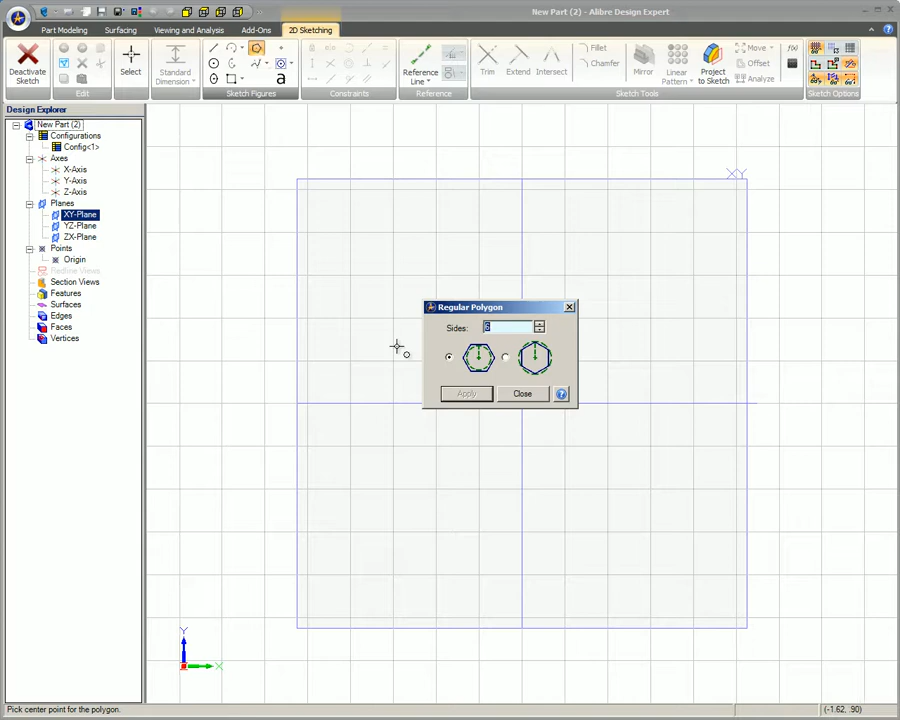 New Part (2) - Alibre Design Expert
Part Modeling Surfacing Viewing and Analysis Add-Ons 2D Sketching
Deactivate Sketch
Edit
Select
Standard Dimension
Sketch Figures
Constraints
Reference Line
Reference
Trim
Extend
Intersect
Fillet
Chamfer
Mirror
Linear Pattern
Project to Sketch
Move
Offset
Analyze
f(x)
Sketch Tools
Sketch Options
Design Explorer
New Part (2)
Configurations
Config<1>
Axes
X-Axis
Y-Axis
Z-Axis
Planes
XY-Plane
YZ-Plane
ZX-Plane
Points
Origin
Redline Views
Section Views
Features
Surfaces
Edges
Faces
Vertices
XY
Regular Polygon
Sides: 6
Apply Close
Y
X
Pick center point for the polygon.
(-1.62, .90)